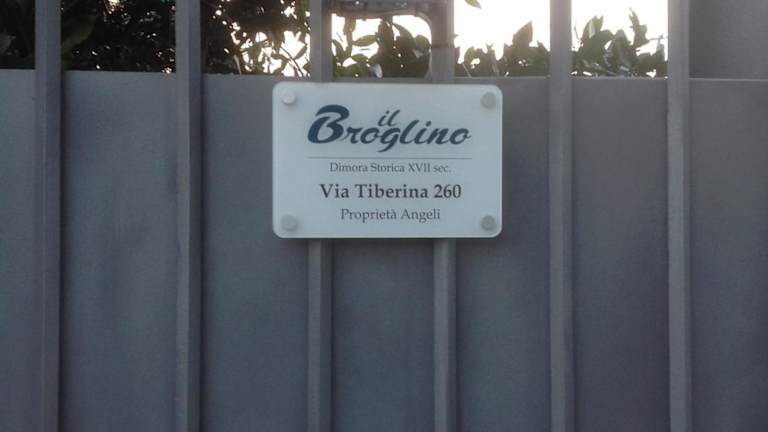 il
Broglino
Dimora Storica XVII sec.
Via Tiberina 260
Proprietà Angeli